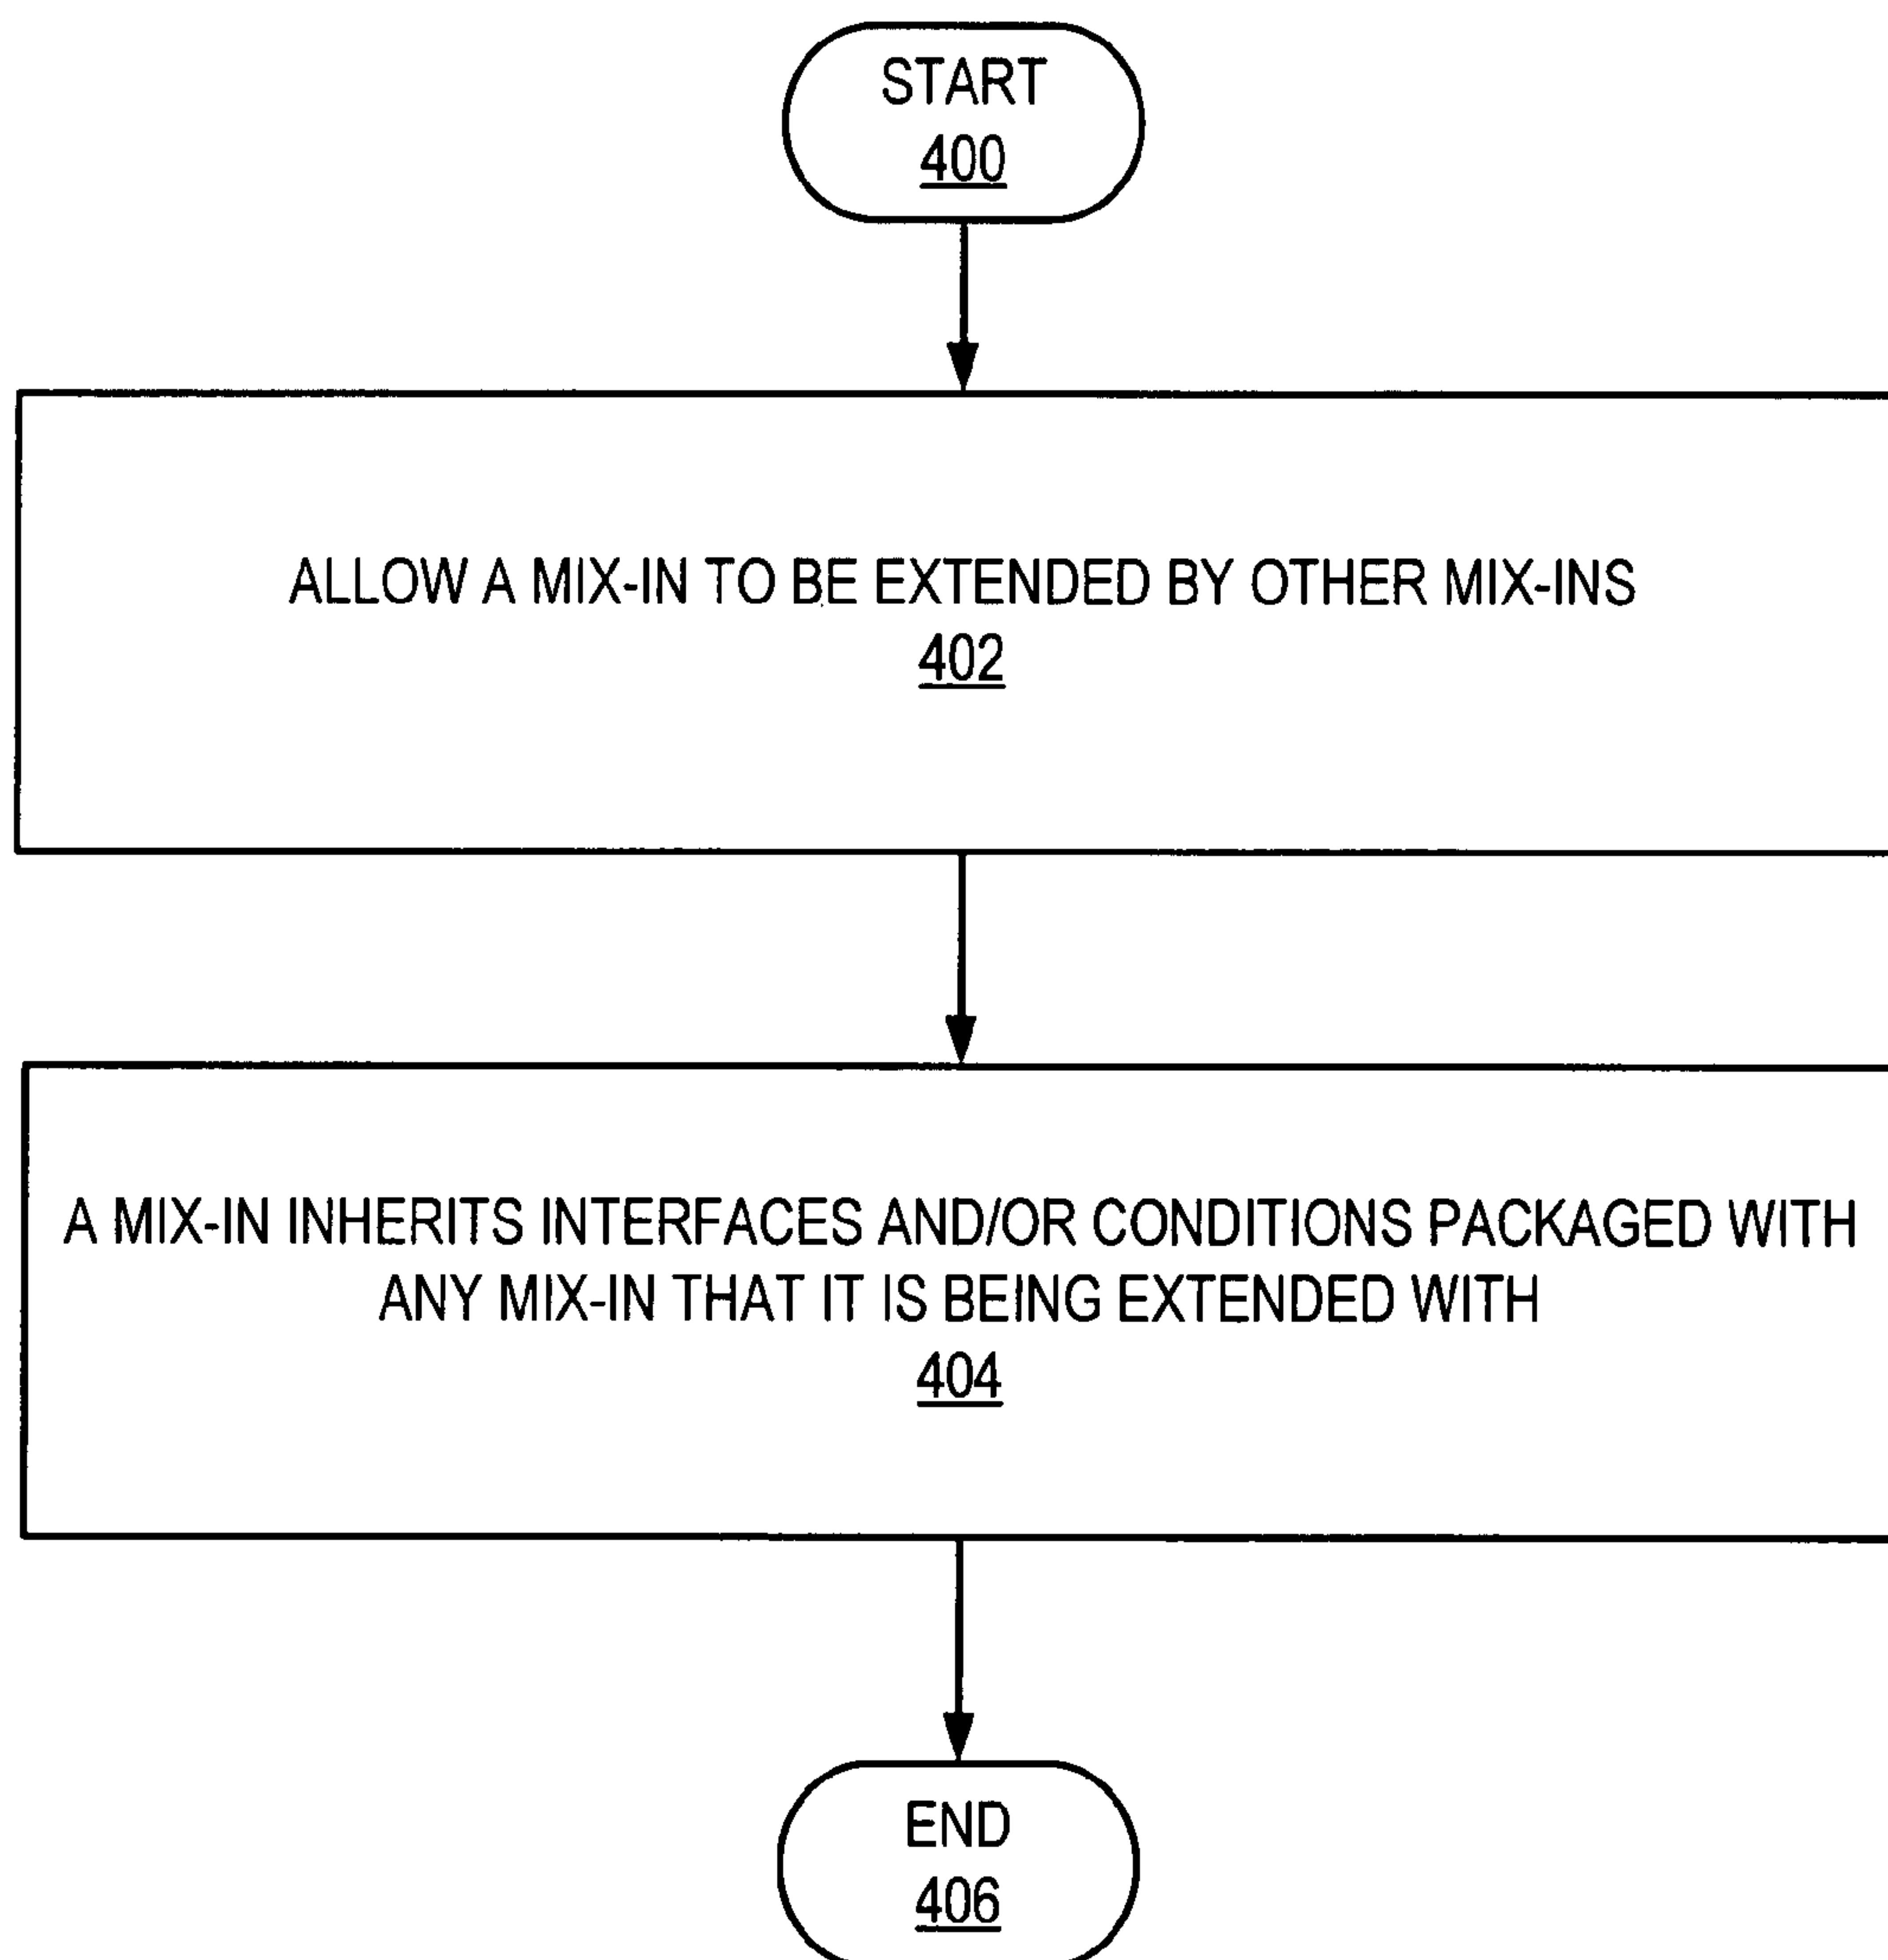 START
400
ALLOW A MIX-IN TO BE EXTENDED BY OTHER MIX-INS
402
A MIX-IN INHERITS INTERFACES AND/OR CONDITIONS PACKAGED WITH
ANY MIX-IN THAT IT IS BEING EXTENDED WITH
404
END
406